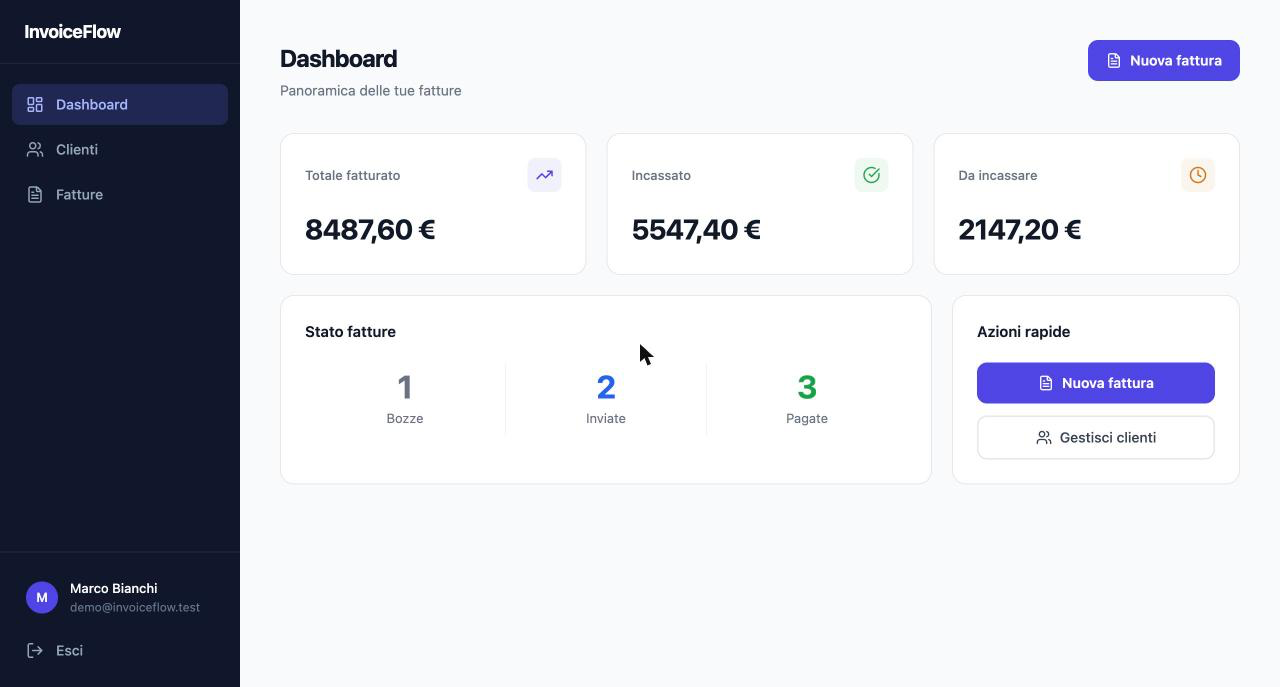 InvoiceFlow
Dashboard
Clienti
Fatture
Marco Bianchi
M
demo@invoiceflow.test
Esci
Dashboard
Panoramica delle tue fatture
Nuova fattura
Totale fatturato
8487,60 €
Incassato
5547,40 €
Da incassare
2147,20 €
Stato fatture
1
Bozze
2
Inviate
3
Pagate
Azioni rapide
Nuova fattura
Gestisci clienti